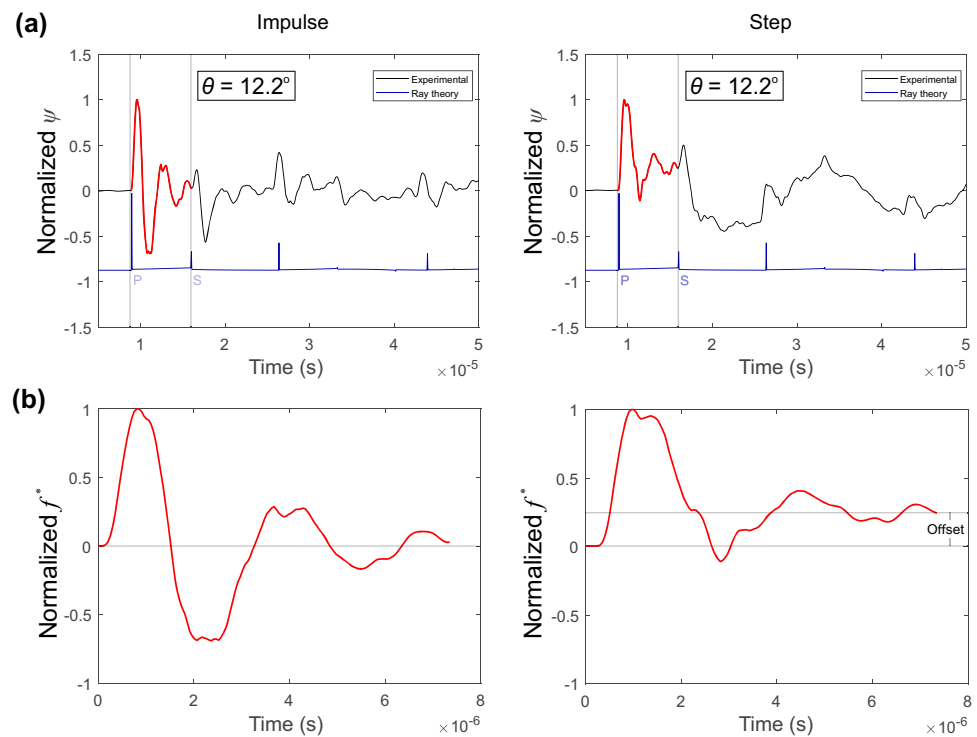 (a)
Impulse
Step
1.5
1
0.5
0
-0.5
-1
-1.5
Normalized ψ
θ = 12.2°
Experimental
Ray theory
P
S
1
2
3
4
5
Time (s)
×10⁻⁵
1.5
1
0.5
0
-0.5
-1
-1.5
Normalized ψ
θ = 12.2°
Experimental
Ray theory
P
S
1
2
3
4
5
Time (s)
×10⁻⁵
(b)
1
0.5
0
-0.5
-1
Normalized f*
0
2
4
6
8
Time (s)
×10⁻⁶
1
0.5
0
-0.5
-1
Normalized f*
Offset
0
2
4
6
8
Time (s)
×10⁻⁶